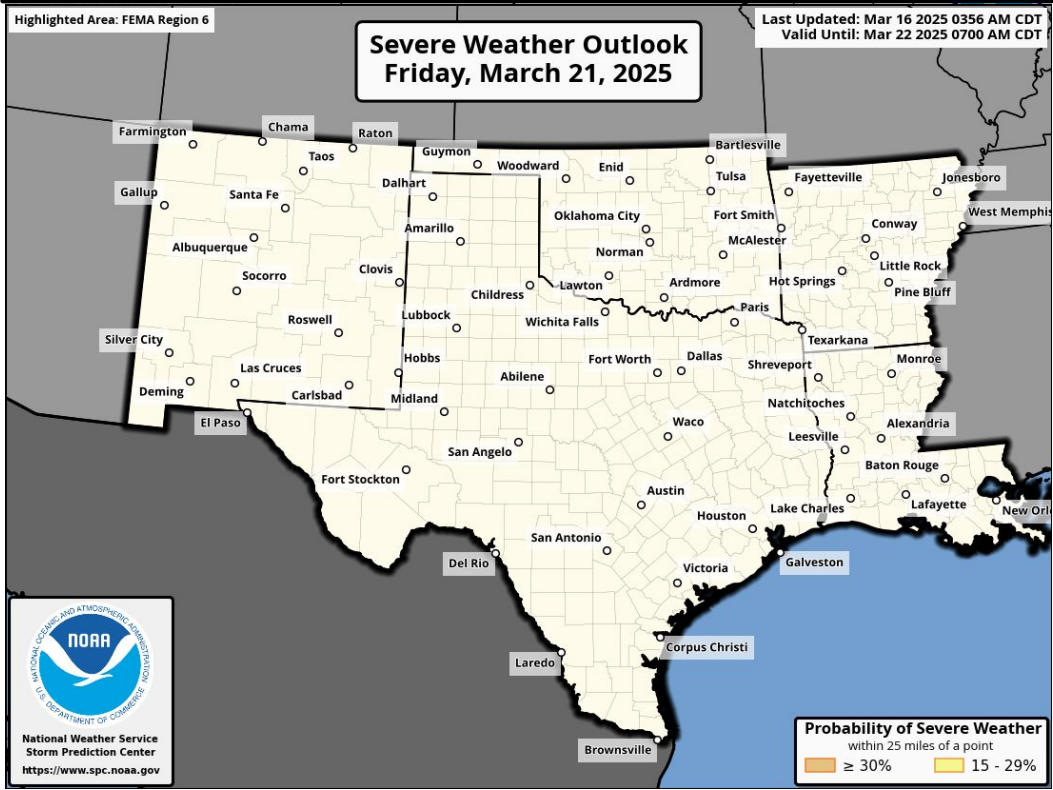 Highlighted Area: FEMA Region 6
Last Updated: Mar 16 2025 0356 AM CDT
Valid Until: Mar 22 2025 0700 AM CDT
Severe Weather Outlook
Friday, March 21, 2025
Farmington
Chama
Raton
Taos
Guymon
Woodward
Enid
Bartlesville
Tulsa
Fayetteville
Jonesboro
Gallup
Santa Fe
Dalhart
Oklahoma City
Fort Smith
West Memphis
Albuquerque
Amarillo
Norman
McAlester
Conway
Socorro
Clovis
Childress
Lawton
Ardmore
Hot Springs
Little Rock
Pine Bluff
Roswell
Lubbock
Wichita Falls
Paris
Texarkana
Silver City
Hobbs
Fort Worth
Dallas
Shreveport
Monroe
Las Cruces
Deming
Carlsbad
Midland
Abilene
Natchitoches
El Paso
Waco
Leesville
Alexandria
San Angelo
Fort Stockton
Baton Rouge
Austin
Houston
Lake Charles
Lafayette
New Orl
San Antonio
Del Rio
Victoria
Galveston
Corpus Christi
Laredo
Brownsville
NATIONAL OCEANIC AND ATMOSPHERIC ADMINISTRATION
NOAA
U.S. DEPARTMENT OF COMMERCE
National Weather Service
Storm Prediction Center
https://www.spc.noaa.gov
Probability of Severe Weather
within 25 miles of a point
≥ 30%
15 - 29%